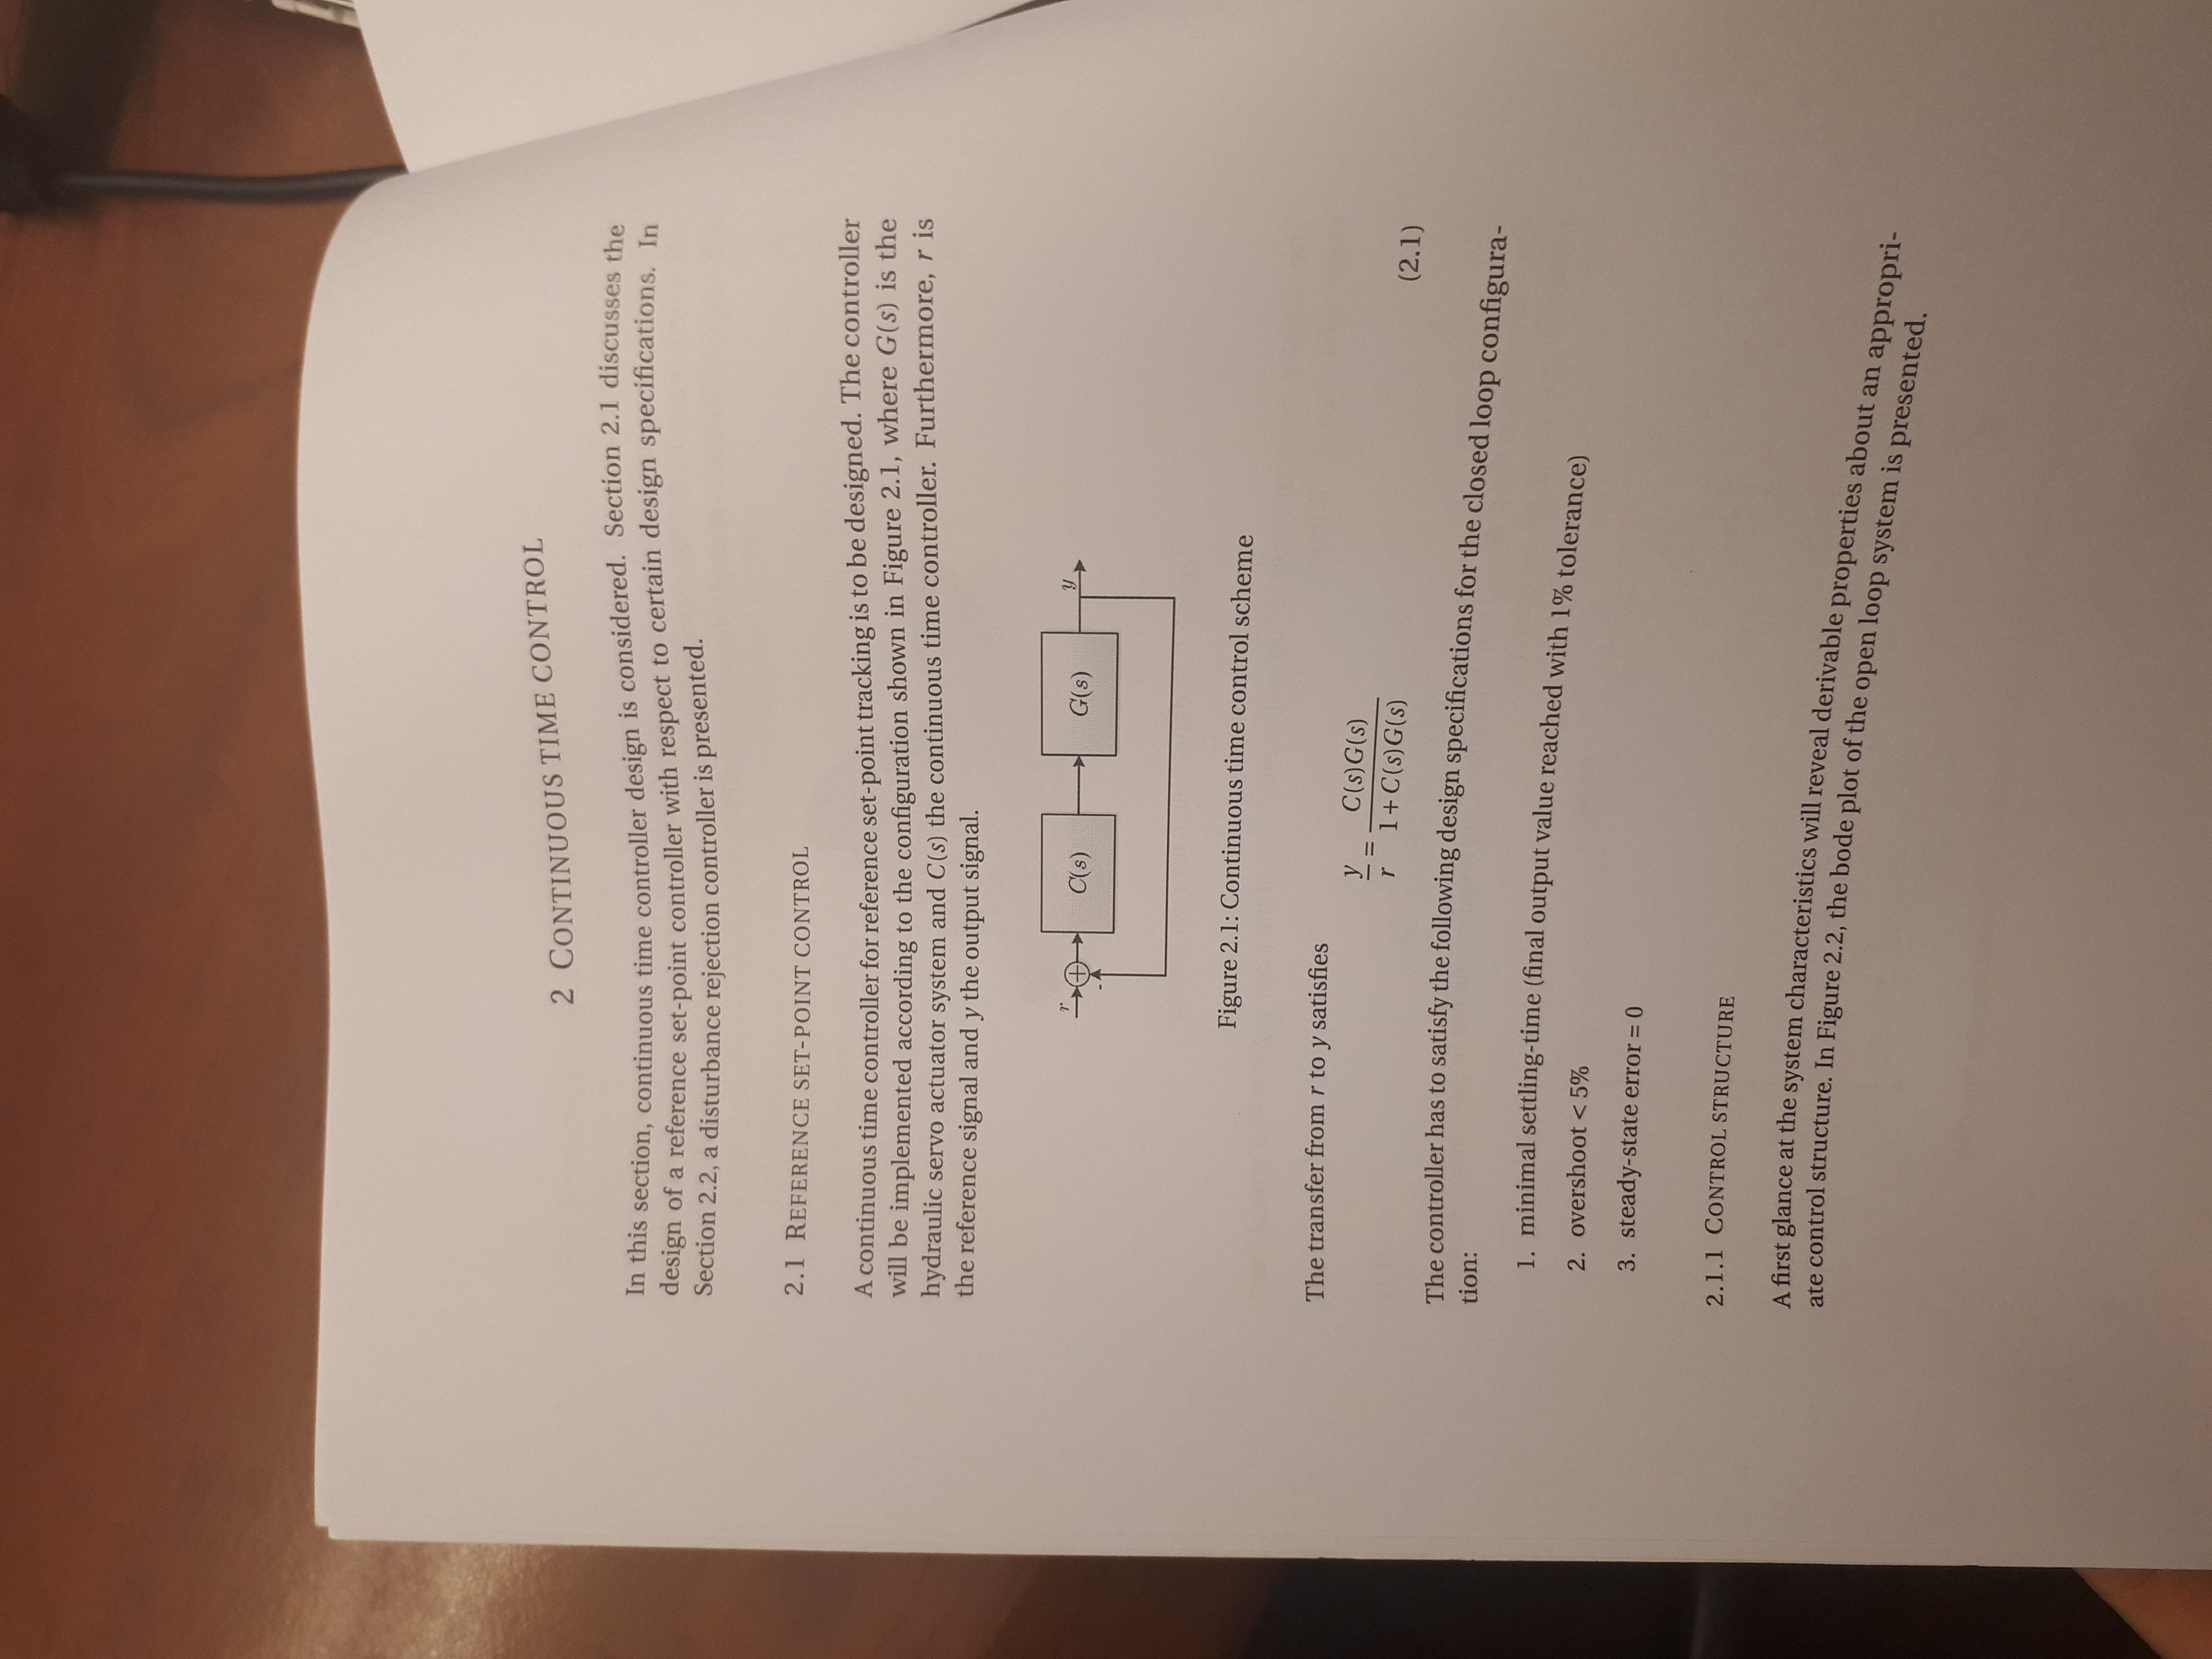 2 CONTINUOUS TIME CONTROL
In this section, continuous time controller design is considered. Section 2.1 discusses the
design of a reference set-point controller with respect to certain design specifications. In
Section 2.2, a disturbance rejection controller is presented.
2.1 REFERENCE SET-POINT CONTROL
A continuous time controller for reference set-point tracking is to be designed. The controller
will be implemented according to the configuration shown in Figure 2.1, where G(s) is the
hydraulic servo actuator system and C(s) the continuous time controller. Furthermore, r is
the reference signal and y the output signal.
r + - C(s) G(s) y
Figure 2.1: Continuous time control scheme
The transfer from r to y satisfies
y/r = C(s)G(s) / 1 + C(s)G(s)
(2.1)
The controller has to satisfy the following design specifications for the closed loop configura-
tion:
1. minimal settling-time (final output value reached with 1% tolerance)
2. overshoot < 5%
3. steady-state error = 0
2.1.1 CONTROL STRUCTURE
A first glance at the system characteristics will reveal derivable properties about an appropri-
ate control structure. In Figure 2.2, the bode plot of the open loop system is presented.